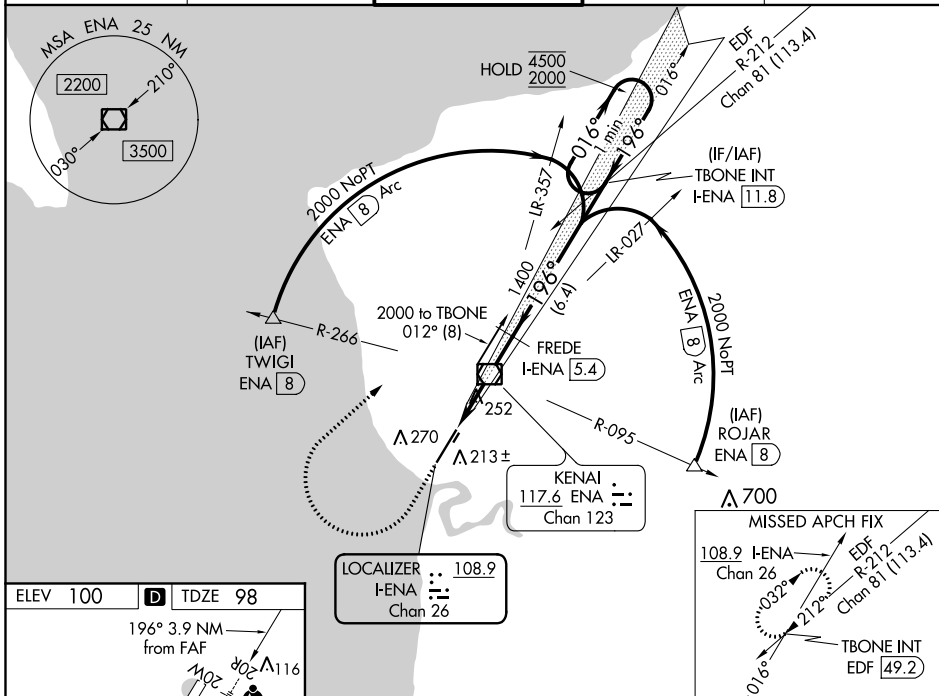 MSA ENA 25 NM
2200
210°
030°
3500
HOLD 4500
2000
016°
1 min
196°
016°
EDF
R-212
Chan 81 (113.4)
(IF/IAF)
TBONE INT
I-ENA 11.8
2000 NoPT
ENA 8 Arc
LR-357
LR-027
2000 NoPT
ENA 8 Arc
1400
196°
(6.4)
2000 to TBONE
012° (8)
FREDE
I-ENA 5.4
R-266
(IAF)
TWIGI
ENA 8
252
270
213 ±
R-095
(IAF)
ROJAR
ENA 8
700
KENAI
117.6 ENA
Chan 123
LOCALIZER 108.9
I-ENA
Chan 26
MISSED APCH FIX
108.9 I-ENA
Chan 26
EDF
R-212
Chan 81 (113.4)
032°
212°
TBONE INT
EDF 49.2
016°
ELEV 100 D TDZE 98
196° 3.9 NM
from FAF
20W
20R
116